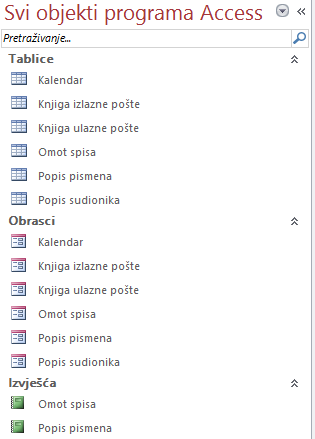 Svi objekti programa Access
Pretraživanje...
Tablice
Kalendar
Knjiga izlazne pošte
Knjiga ulazne pošte
Omot spisa
Popis pismena
Popis sudionika
Obrasci
Kalendar
Knjiga izlazne pošte
Knjiga ulazne pošte
Omot spisa
Popis pismena
Popis sudionika
Izvješća
Omot spisa
Popis pismena